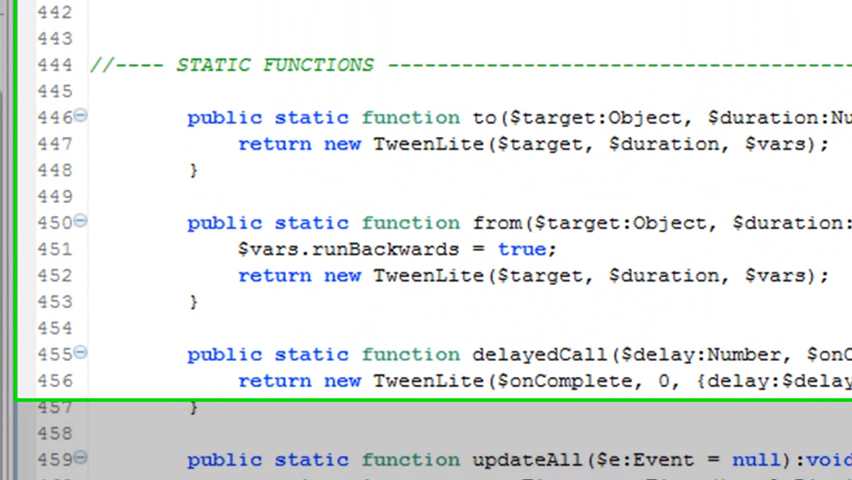 442
443
444 //---- STATIC FUNCTIONS --------------------------------------
445
446 public static function to($target:Object, $duration:Nu
447 return new TweenLite($target, $duration, $vars);
448 }
449
450 public static function from($target:Object, $duration:
451 $vars.runBackwards = true;
452 return new TweenLite($target, $duration, $vars);
453 }
454
455 public static function delayedCall($delay:Number, $onC
456 return new TweenLite($onComplete, 0, {delay:$delay
457 }
458
459 public static function updateAll($e:Event = null):void